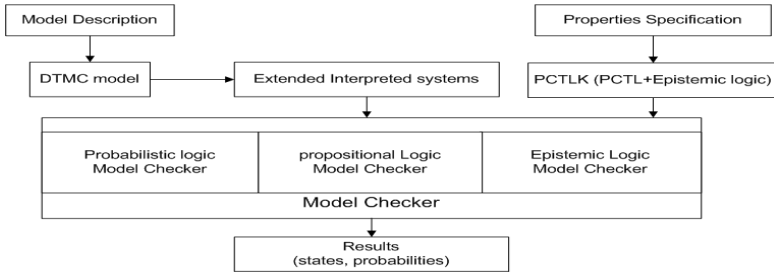 Model Description
Properties Specification
DTMC model
Extended Interpreted systems
PCTLK (PCTL+Epistemic logic)
Probabilistic logic
Model Checker
propositional Logic
Model Checker
Epistemic Logic
Model Checker
Model Checker
Results
(states, probabilities)